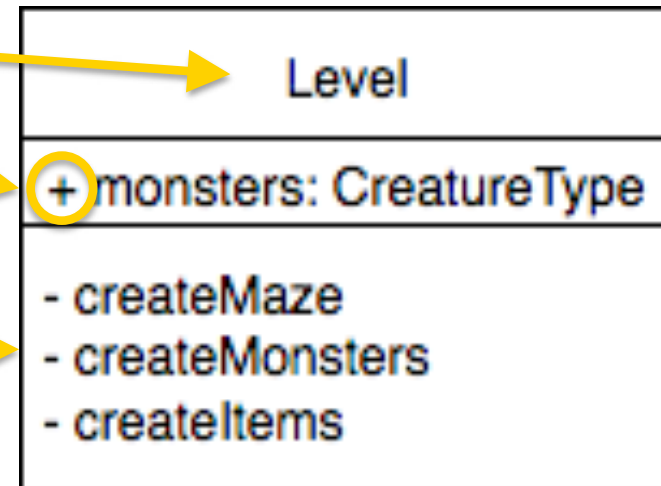 Level
+ monsters: CreatureType
- createMaze
- createMonsters
- createItems